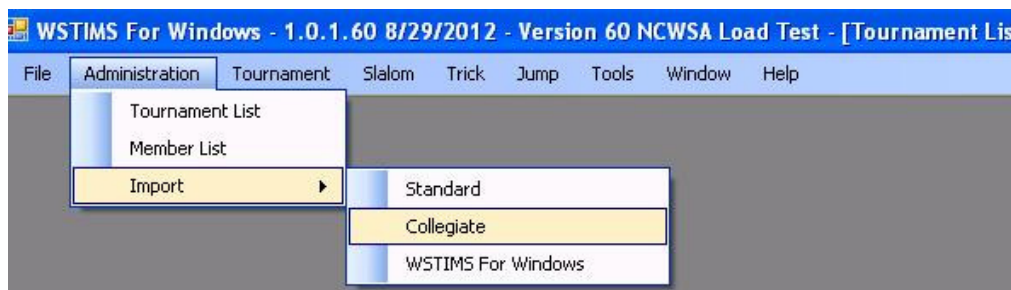 WSTIMS For Windows - 1.0.1.60 8/29/2012 - Version 60 NCWSA Load Test - [Tournament Lis
File Administration Tournament Slalom Trick Jump Tools Window Help
Tournament List
Member List
Import
Standard
Collegiate
WSTIMS For Windows